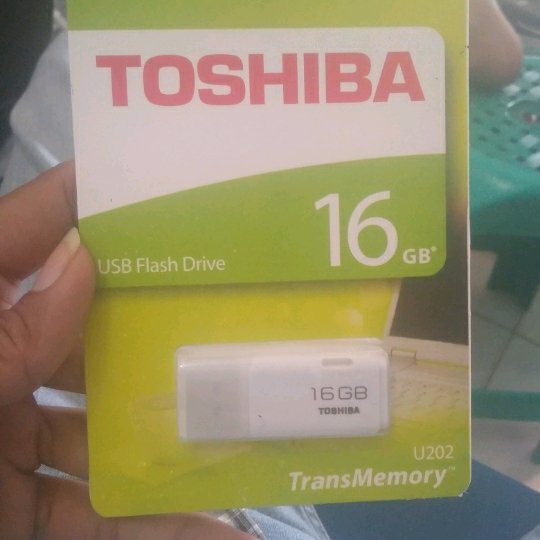 TOSHIBA
16 GB*
USB Flash Drive
16GB
TOSHIBA
U202
TransMemory™